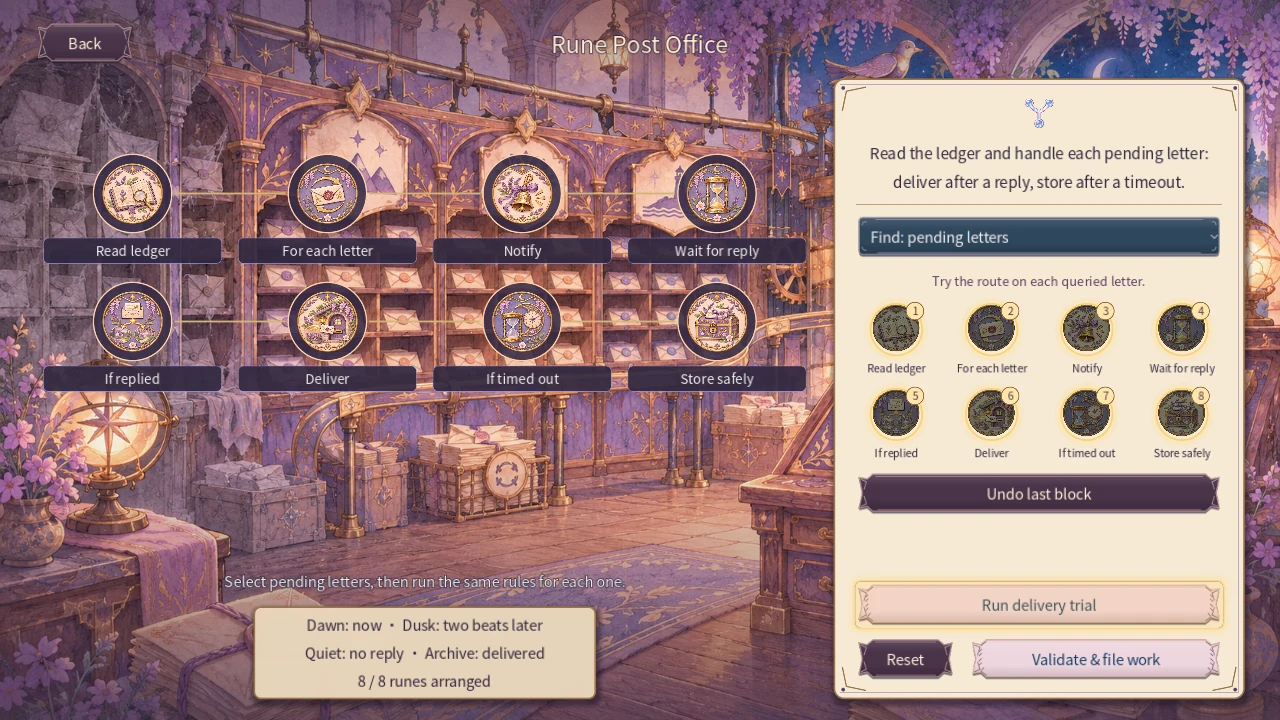 Back
Rune Post Office
Read the ledger and handle each pending letter:
deliver after a reply, store after a timeout.
Find: pending letters
Try the route on each queried letter.
Read ledger
For each letter
Notify
Wait for reply
If replied
Deliver
If timed out
Store safely
1
2
3
4
Read ledger
For each letter
Notify
Wait for reply
5
6
7
8
If replied
Deliver
If timed out
Store safely
Undo last block
Select pending letters, then run the same rules for each one.
Dawn: now • Dusk: two beats later
Quiet: no reply • Archive: delivered
8 / 8 runes arranged
Run delivery trial
Reset
Validate & file work